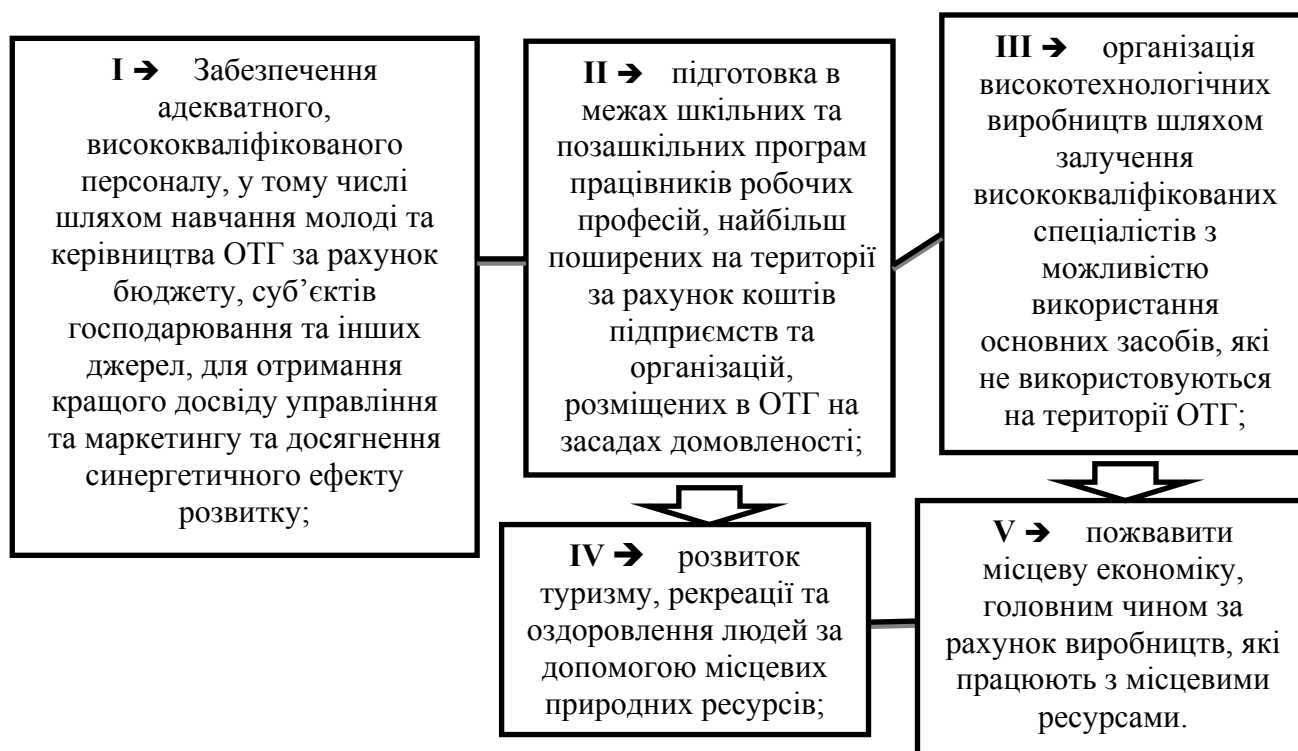 I ➔ Забезпечення
адекватного,
висококваліфікованого
персоналу, у тому числі
шляхом навчання молоді та
керівництва ОТГ за рахунок
бюджету, суб’єктів
господарювання та інших
джерел, для отримання
кращого досвіду управління
та маркетингу та досягнення
синергетичного ефекту
розвитку;
II ➔ підготовка в
межах шкільних та
позашкільних програм
працівників робочих
професій, найбільш
поширених на території
за рахунок коштів
підприємств та
організацій,
розміщених в ОТГ на
засадах домовленості;
III ➔ організація
високотехнологічних
виробництв шляхом
залучення
висококваліфікованих
спеціалістів з
можливістю
використання
основних засобів, які
не використовуються
на території ОТГ;
IV ➔ розвиток
туризму, рекреації та
оздоровлення людей за
допомогою місцевих
природних ресурсів;
V ➔ пожвавити
місцеву економіку,
головним чином за
рахунок виробництв, які
працюють з місцевими
ресурсами.